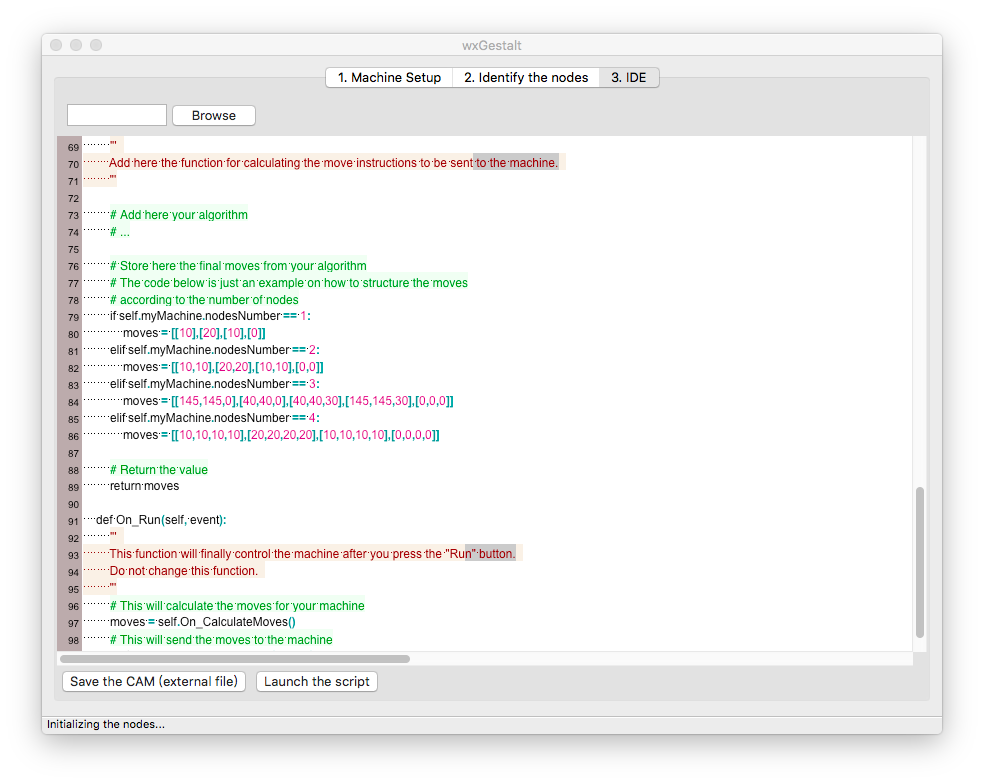 wxGestalt
1. Machine Setup 2. Identify the nodes 3. IDE
Browse
69 '''
70 Add here the function for calculating the move instructions to be sent to the machine.
71 '''
72
73 # Add here your algorithm
74 # ...
75
76 # Store here the final moves from your algorithm
77 # The code below is just an example on how to structure the moves
78 # according to the number of nodes
79 if self.myMachine.nodesNumber == 1:
80 moves = [[10],[20],[10],[0]]
81 elif self.myMachine.nodesNumber == 2:
82 moves = [[10,10],[20,20],[10,10],[0,0]]
83 elif self.myMachine.nodesNumber == 3:
84 moves = [[145,145,0],[40,40,0],[40,40,30],[145,145,30],[0,0,0]]
85 elif self.myMachine.nodesNumber == 4:
86 moves = [[10,10,10,10],[20,20,20,20],[10,10,10,10],[0,0,0,0]]
87
88 # Return the value
89 return moves
90
91 def On_Run(self, event):
92 '''
93 This function will finally control the machine after you press the "Run" button.
94 Do not change this function.
95 '''
96 # This will calculate the moves for your machine
97 moves = self.On_CalculateMoves()
98 # This will send the moves to the machine
Save the CAM (external file) Launch the script
Initializing the nodes...